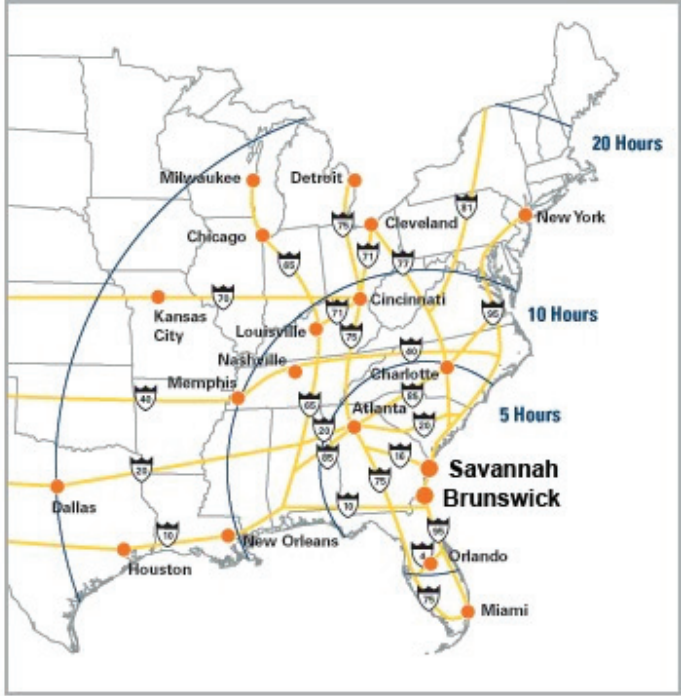 20 Hours
Milwaukee
Detroit
81
New York
75
Cleveland
Chicago
71
65
77
70
Cincinnati
10 Hours
Kansas
City
71
95
Louisville
75
Nashville
40
Charlotte
Memphis
40
65
85
Atlanta
5 Hours
20
20
85
16
20
Savannah
75
Brunswick
Dallas
10
10
95
New Orleans
4
Orlando
Houston
75
Miami